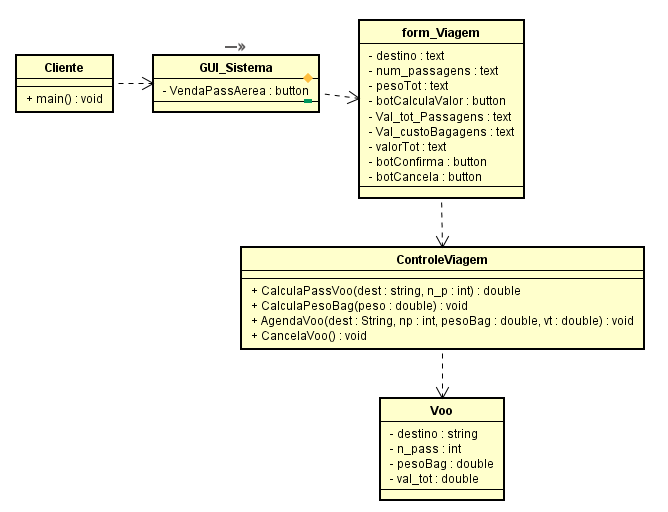 Cliente
+ main() : void
GUI_Sistema
- VendaPassAerea : button
form_Viagem
- destino : text
- num_passagens : text
- pesoTot : text
- botCalculaValor : button
- Val_tot_Passagens : text
- Val_custoBagagens : text
- valorTot : text
- botConfirma : button
- botCancela : button
ControleViagem
+ CalculaPassVoo(dest : string, n_p : int) : double
+ CalculaPesoBag(peso : double) : void
+ AgendaVoo(dest : String, np : int, pesoBag : double, vt : double) : void
+ CancelaVoo() : void
Voo
- destino : string
- n_pass : int
- pesoBag : double
- val_tot : double